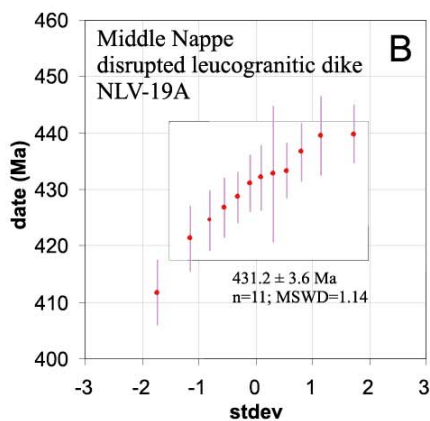 460
450
440
430
420
410
400
date (Ma)
Middle Nappe
disrupted leucogranitic dike
NLV-19A
B
431.2 ± 3.6 Ma
n=11; MSWD=1.14
-3 -2 -1 0 1 2 3
stdev